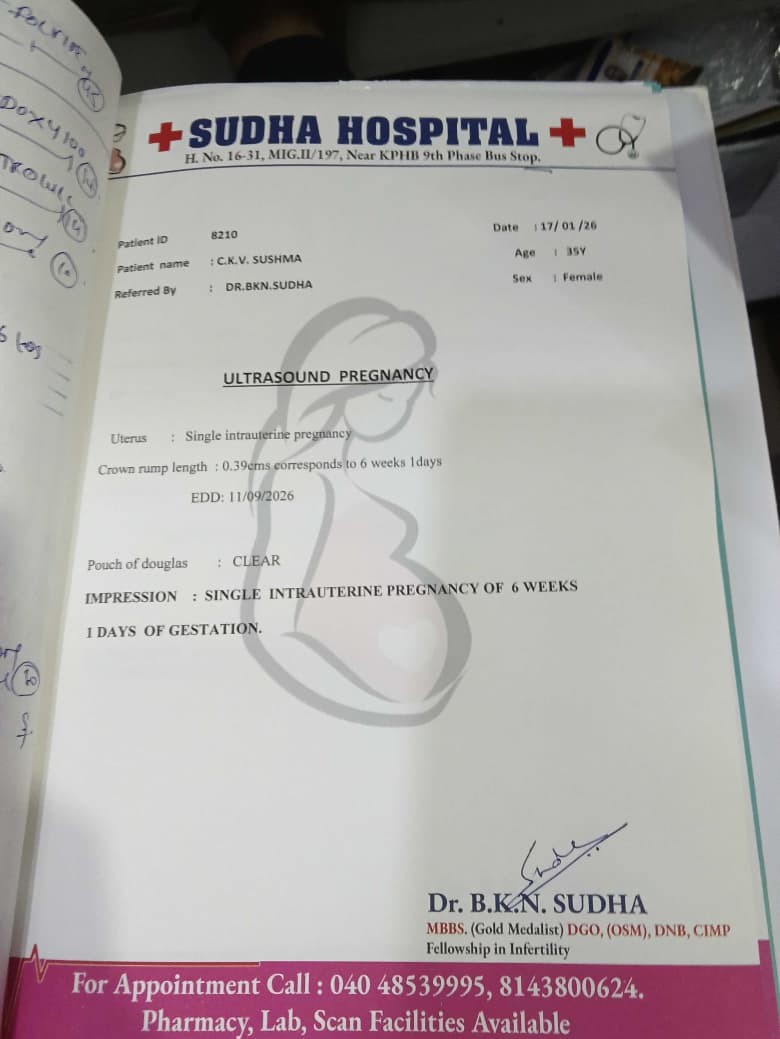 DOXY 100
SUDHA HOSPITAL
H. No. 16-31, MIG.II/197, Near KPHB 9th Phase Bus Stop.
Patient ID 8210 Date : 17/ 01 /26
Patient name : C.K.V. SUSHMA Age : 35Y
Referred By : DR.BKN.SUDHA Sex : Female
ULTRASOUND PREGNANCY
Uterus : Single intrauterine pregnancy
Crown rump length : 0.39cms corresponds to 6 weeks 1days
EDD: 11/09/2026
Pouch of douglas : CLEAR
IMPRESSION : SINGLE INTRAUTERINE PREGNANCY OF 6 WEEKS
1 DAYS OF GESTATION.
Sudha
Dr. B.K.N. SUDHA
MBBS. (Gold Medalist) DGO, (OSM), DNB, CIMP
Fellowship in Infertility
For Appointment Call : 040 48539995, 8143800624.
Pharmacy, Lab, Scan Facilities Available